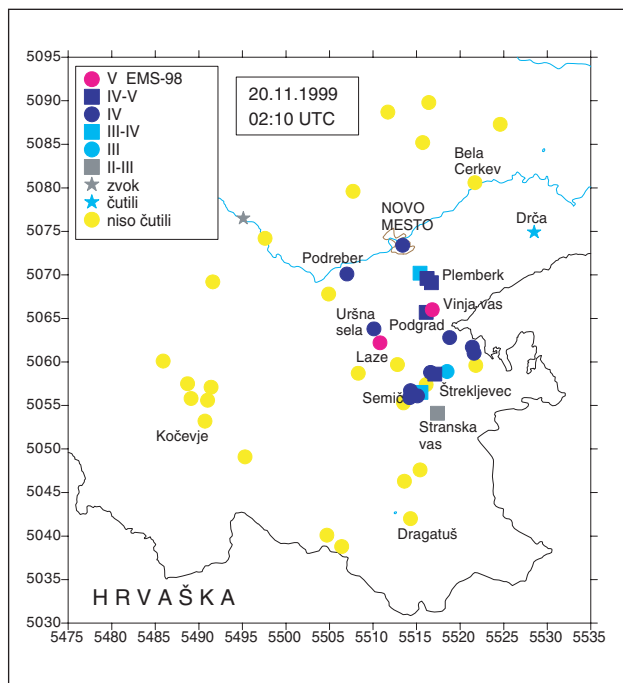 5095
5090
5085
5080
5075
5070
5065
5060
5055
5050
5045
5040
5035
5030
V EMS-98
IV-V
IV
III-IV
III
II-III
zvok
čutili
niso čutili
20.11.1999
02:10 UTC
Bela
Cerkev
NOVO
MESTO
Drča
Podreber
Plemberk
Uršna
sela
Podgrad
Vinja vas
Laze
Semič
Štrekljevec
Stranska
vas
Kočevje
Dragatuš
HRVAŠKA
5475 5480 5485 5490 5495 5500 5505 5510 5515 5520 5525 5530 5535